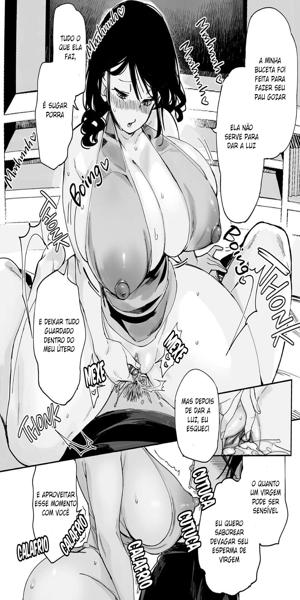 TUDO O
QUE ELA
FAZ,
A MINHA
BUCETA FOI
FEITA PARA
FAZER SEU
PAU GOZAR
É SUGAR
PORRA
ELA NÃO
SERVE PARA
DAR A LUZ
Boing
THONK
Boing
THONK
E DEIXAR TUDO
GUARDADO
DENTRO DO
MEU ÚTERO
MEXE
MEXE
THONK
MAS DEPOIS
DE DAR A
LUZ, EU
ESQUECI
CUTUCA
CUTUCA
O QUANTO
UM VIRGEM
PODE SER
SENSÍVEL
E APROVEITAR
ESSE MOMENTO
COM VOCÊ
EU QUERO
SABOREAR
DEVAGAR SEU
ESPERMA DE
VIRGEM
CALAFRIO
CALAFRIO